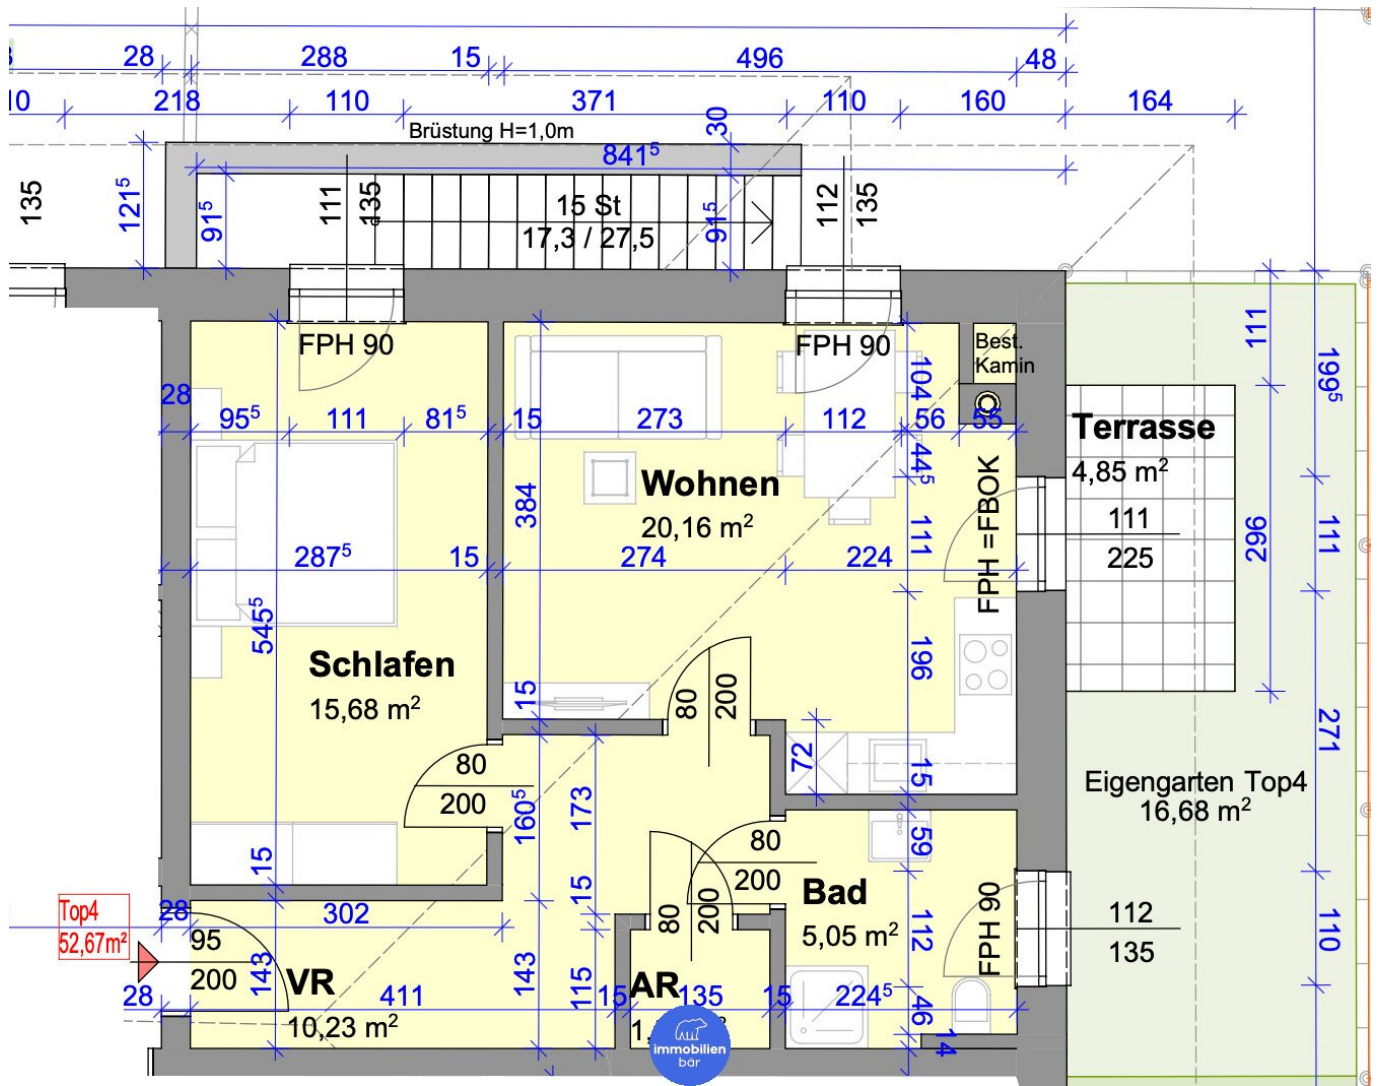 28 288 15 496 48
10 218 110 371 110 160 164
Brüstung H=1,0m
30
841⁵
135
121⁵
91⁵
111
135
15 St
17,3 / 27,5
91⁵
112
135
FPH 90
FPH 90
Best.
Kamin
111
199⁵
28
95⁵ 111 81⁵ 15 273 112 56 55
104
44⁵
Terrasse
4,85 m²
111
225
296
111
384
Wohnen
20,16 m²
111
FPH =FBOK
287⁵ 15 274 224
545⁵
Schlafen
15,68 m²
15
196
80
200
72
15
271
Eigengarten Top4
16,68 m²
80
200
160⁵
173
80
200
59
15
15
Top4
52,67m²
28
302
95
200
143
VR
10,23 m²
143
115
80
200
Bad
5,05 m²
112
FPH 90
112
135
110
28 411 15 135 15 224⁵
AR
1,
²
46
14
immobilien
bär